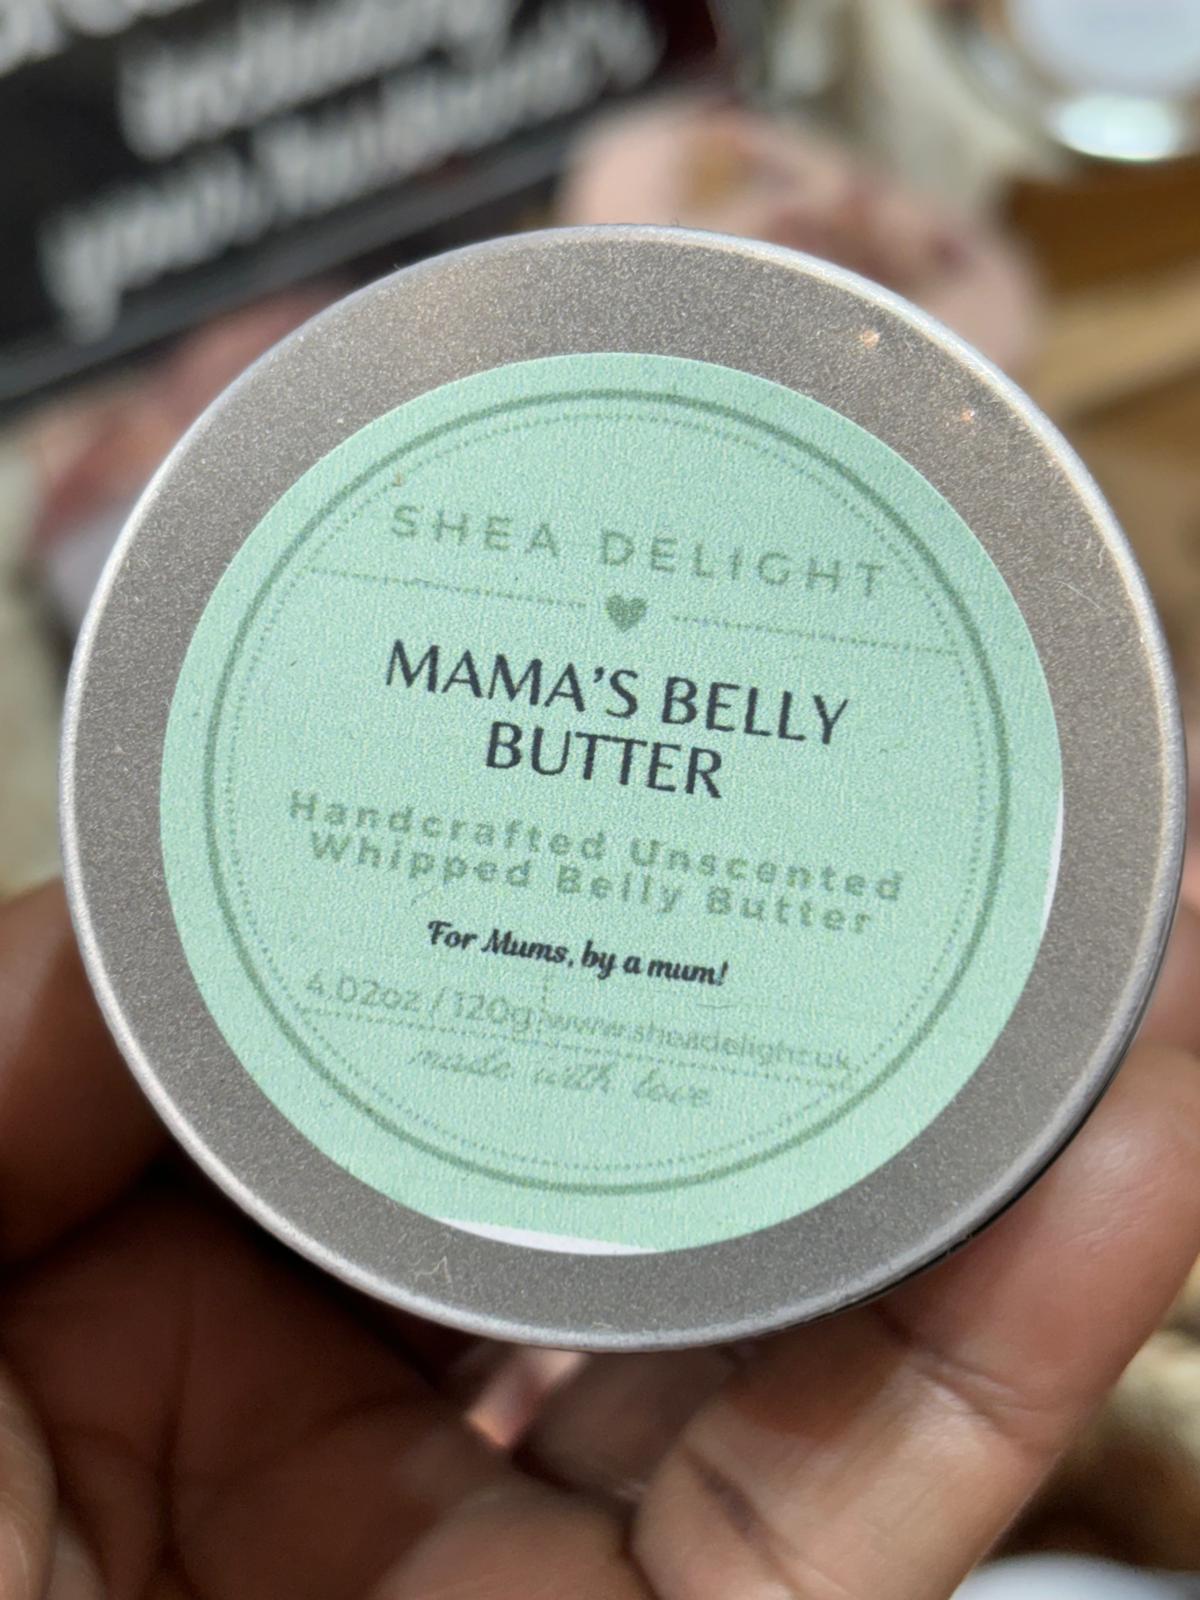 SHEA DELIGHT
MAMA'S BELLY
BUTTER
Handcrafted Unscented
Whipped Belly Butter
For Mums, by a mum!
4.02oz / 120g www.sheadelight.uk
made with love